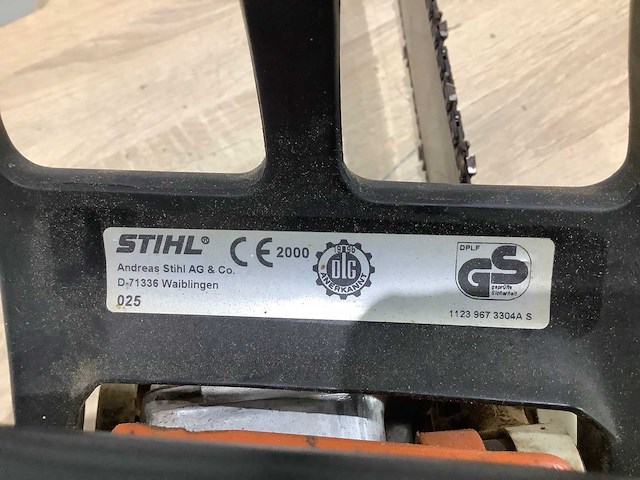 STIHL® CE 2000
Andreas Stihl AG & Co.
D-71336 Waiblingen
025
1996
DLG
ANERKANNT
DPLF
GS
geprüfte
Sicherheit
1123 967 3304A S